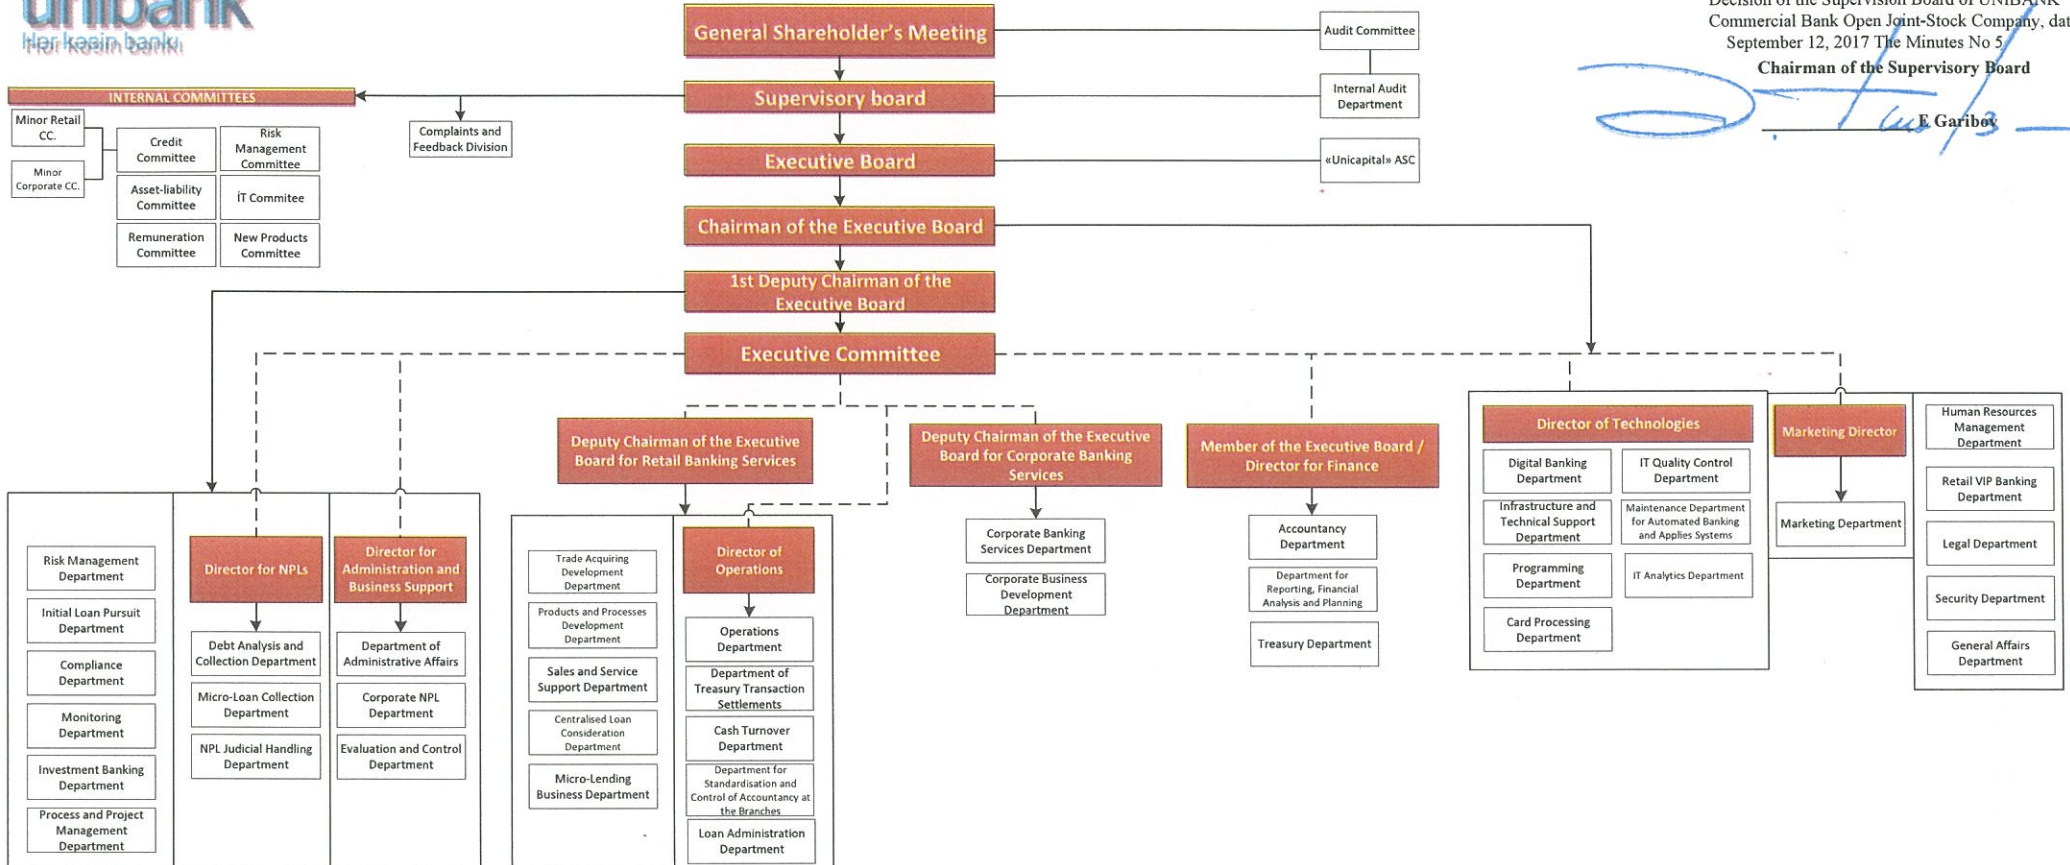 unibank
Hər kəsin bankı
Decision of the Supervision Board of UNIBANK
Commercial Bank Open Joint-Stock Company, dat
September 12, 2017 The Minutes No 5
Chairman of the Supervisory Board
E Garibov
General Shareholder's Meeting
Audit Committee
Supervisory board
Internal Audit
Department
INTERNAL COMMITTEES
Complaints and
Feedback Division
Minor Retail
CC.
Minor
Corporate CC.
Credit
Committee
Risk
Management
Committee
Asset-liability
Committee
İT Commitee
Remuneration
Committee
New Products
Committee
Executive Board
«Unicapital» ASC
Chairman of the Executive Board
1st Deputy Chairman of the
Executive Board
Executive Committee
Risk Management
Department
Initial Loan Pursuit
Department
Compliance
Department
Monitoring
Department
Investment Banking
Department
Process and Project
Management
Department
Director for NPLs
Debt Analysis and
Collection Department
Micro-Loan Collection
Department
NPL Judicial Handling
Department
Director for
Administration and
Business Support
Department of
Administrative Affairs
Corporate NPL
Department
Evaluation and Control
Department
Deputy Chairman of the Executive
Board for Retail Banking Services
Trade Acquiring
Development
Department
Products and Processes
Development
Department
Sales and Service
Support Department
Centralised Loan
Consideration
Department
Micro-Lending
Business Department
Director of
Operations
Operations
Department
Department of
Treasury Transaction
Settlements
Cash Turnover
Department
Department for
Standardisation and
Control of Accountancy at
the Branches
Loan Administration
Department
Deputy Chairman of the Executive
Board for Corporate Banking
Services
Corporate Banking
Services Department
Corporate Business
Development
Department
Member of the Executive Board /
Director for Finance
Accountancy
Department
Department for
Reporting, Financial
Analysis and Planning
Treasury Department
Director of Technologies
Digital Banking
Department
IT Quality Control
Department
Infrastructure and
Technical Support
Department
Maintenance Department
for Automated Banking
and Applies Systems
Programming
Department
IT Analytics Department
Card Processing
Department
Marketing Director
Marketing Department
Human Resources
Management
Department
Retail VIP Banking
Department
Legal Department
Security Department
General Affairs
Department